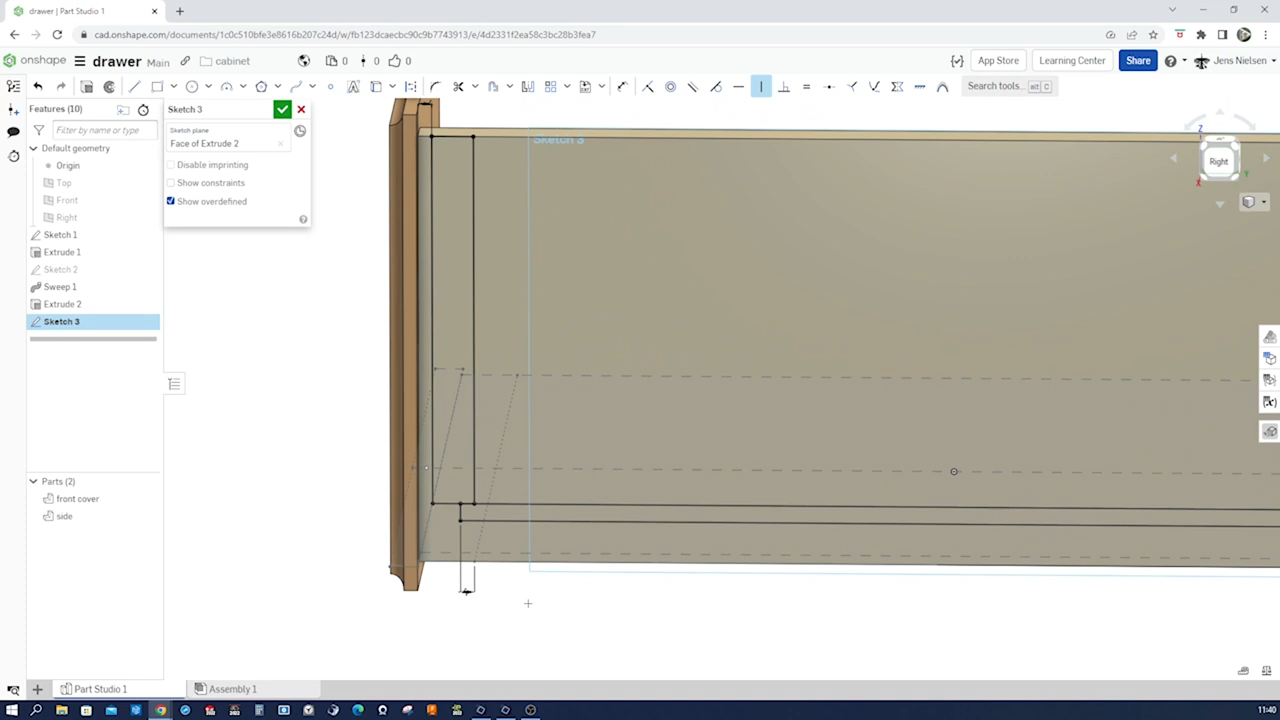 drawer | Part Studio 1
cad.onshape.com/documents/1c0c510bfe3e8616b207c24d/w/fb123dcaecbc90c9b7743913/e/4d2331f2ea58c3bc28b3fea7
onshape
drawer Main
cabinet
0
0
0
App Store
Learning Center
Share
Jens Nielsen
Search tools...
alt C
Features (10)
Filter by name or type
Default geometry
Origin
Top
Front
Right
Sketch 1
Extrude 1
Sketch 2
Sweep 1
Extrude 2
Sketch 3
Parts (2)
front cover
side
Sketch 3
Sketch plane
Face of Extrude 2
Disable imprinting
Show constraints
Show overdefined
Sketch 3
Z
Right
Y
X
(x)
Part Studio 1
Assembly 1
11:40